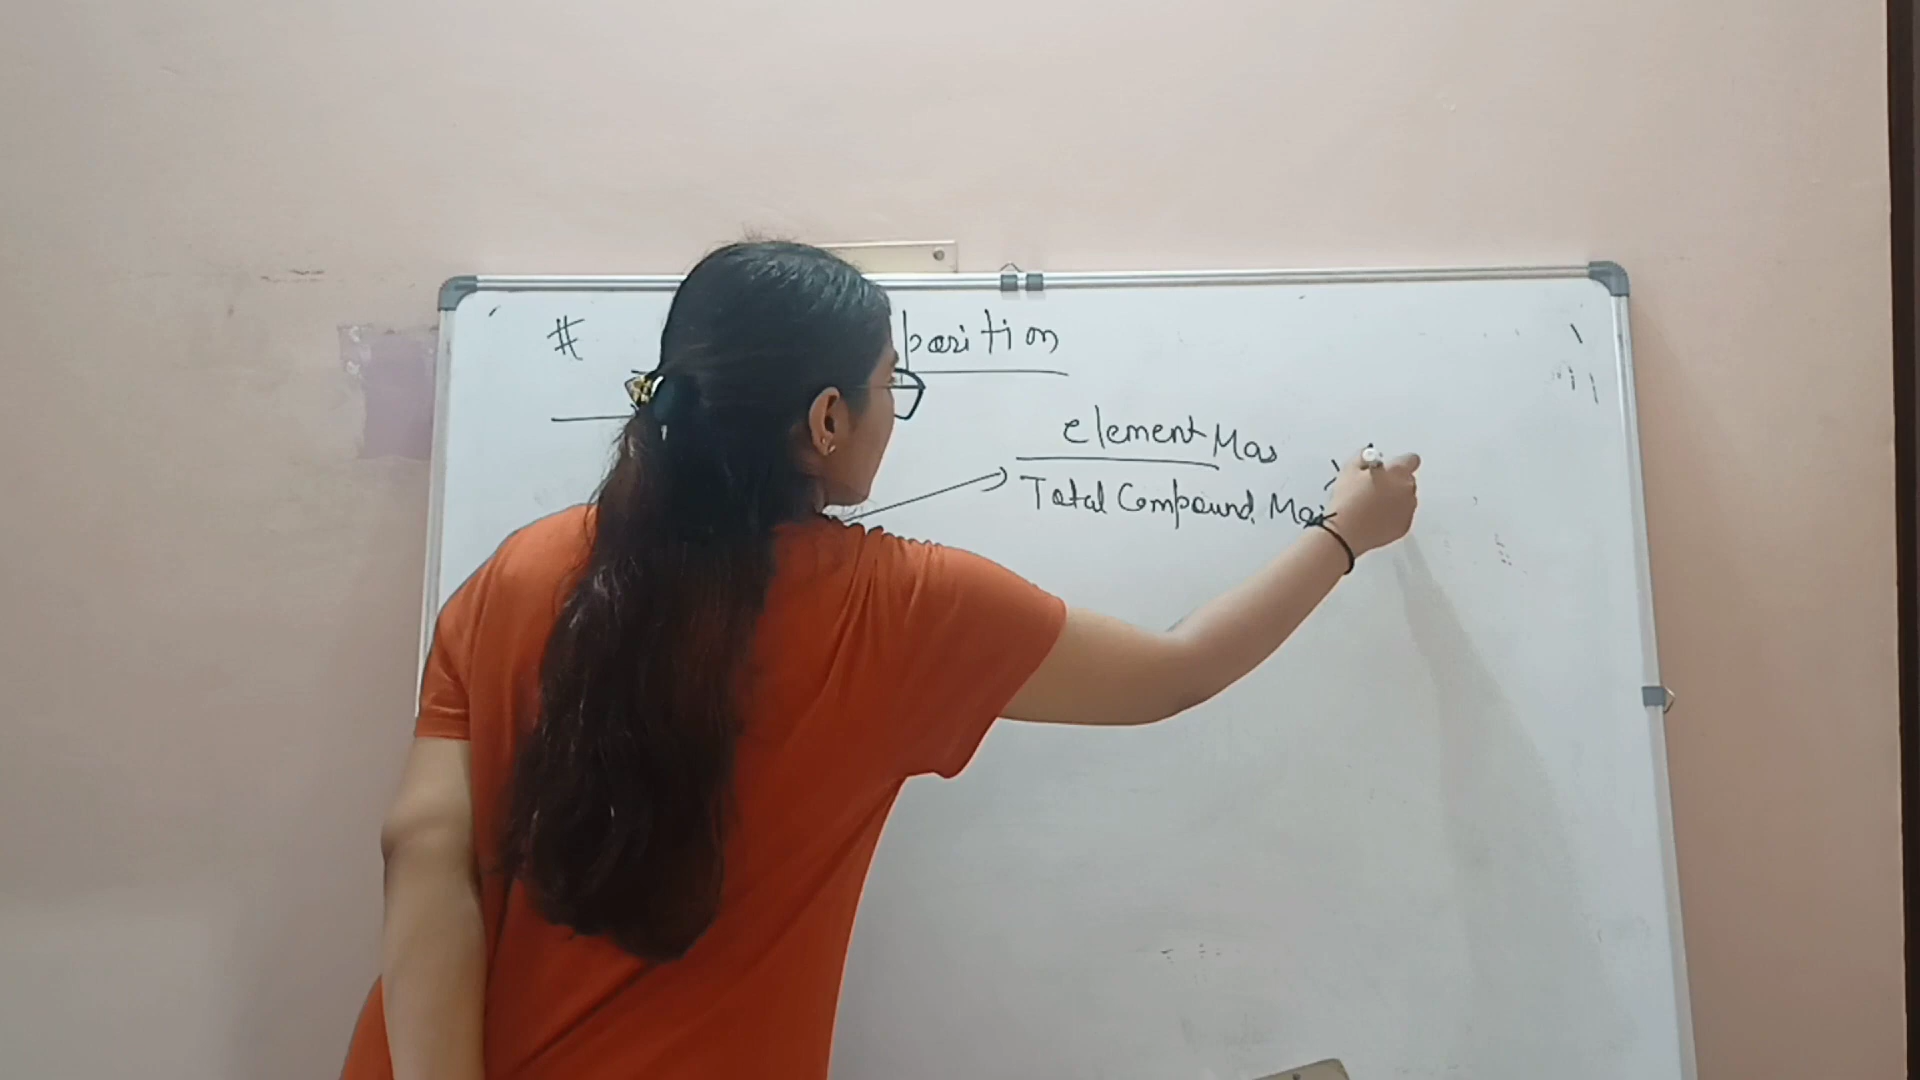 # position
element Mas
Total Compound Mas